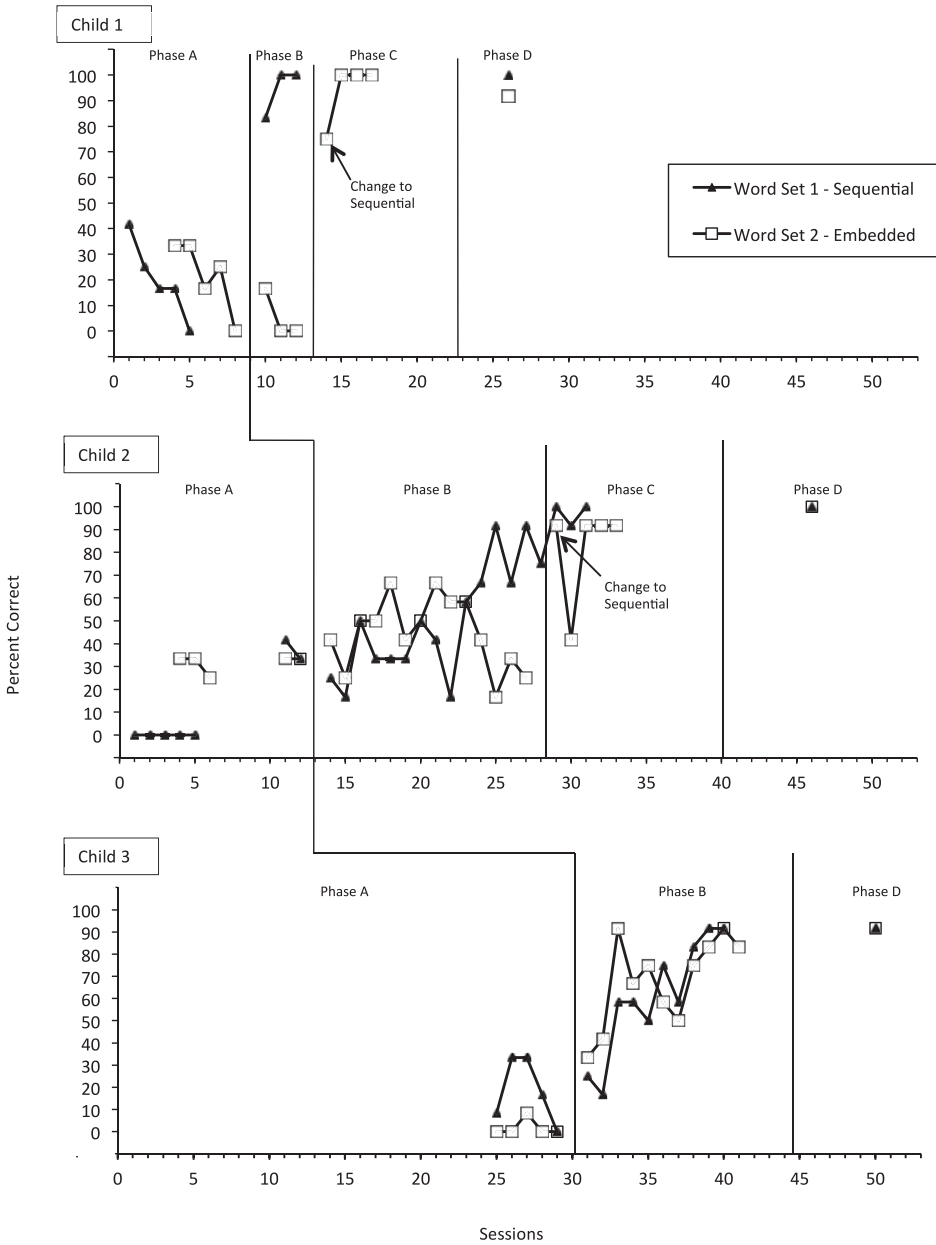 Child 1
Phase A Phase B Phase C Phase D
100
90
80
70
60
50
40
30
20
10
0
Change to
Sequential
Word Set 1 - Sequential
Word Set 2 - Embedded
0 5 10 15 20 25 30 35 40 45 50
Child 2
Phase A Phase B Phase C Phase D
100
90
80
70
60
50
40
30
20
10
0
Change to
Sequential
0 5 10 15 20 25 30 35 40 45 50
Percent Correct
Child 3
Phase A Phase B Phase D
100
90
80
70
60
50
40
30
20
10
0
0 5 10 15 20 25 30 35 40 45 50
Sessions